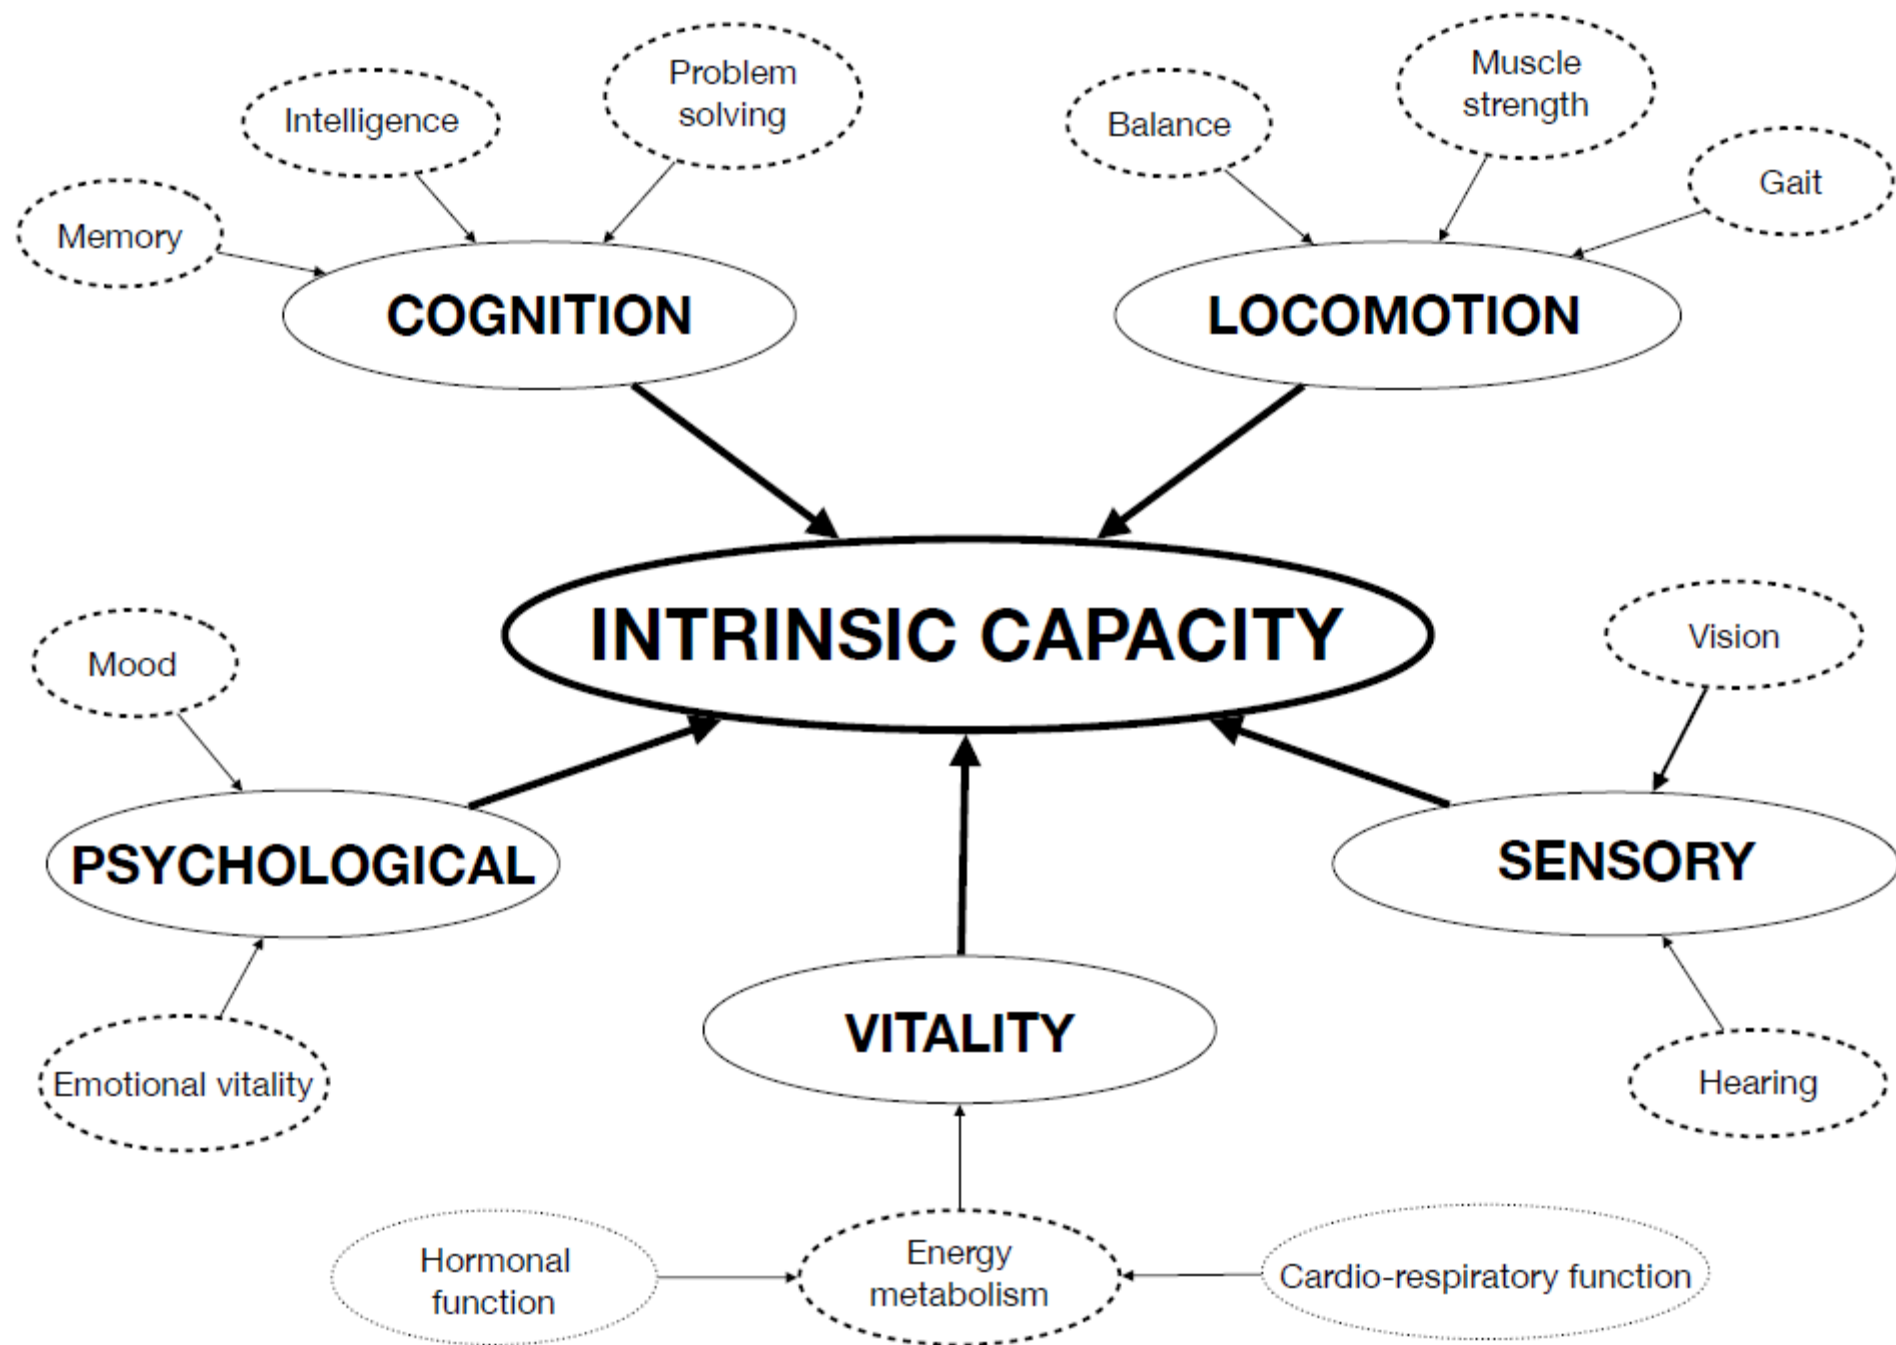 Problem
solving
Intelligence
Memory
COGNITION
Muscle
strength
Balance
Gait
LOCOMOTION
INTRINSIC CAPACITY
Mood
PSYCHOLOGICAL
Emotional vitality
Vision
SENSORY
Hearing
VITALITY
Hormonal
function
Energy
metabolism
Cardio-respiratory function